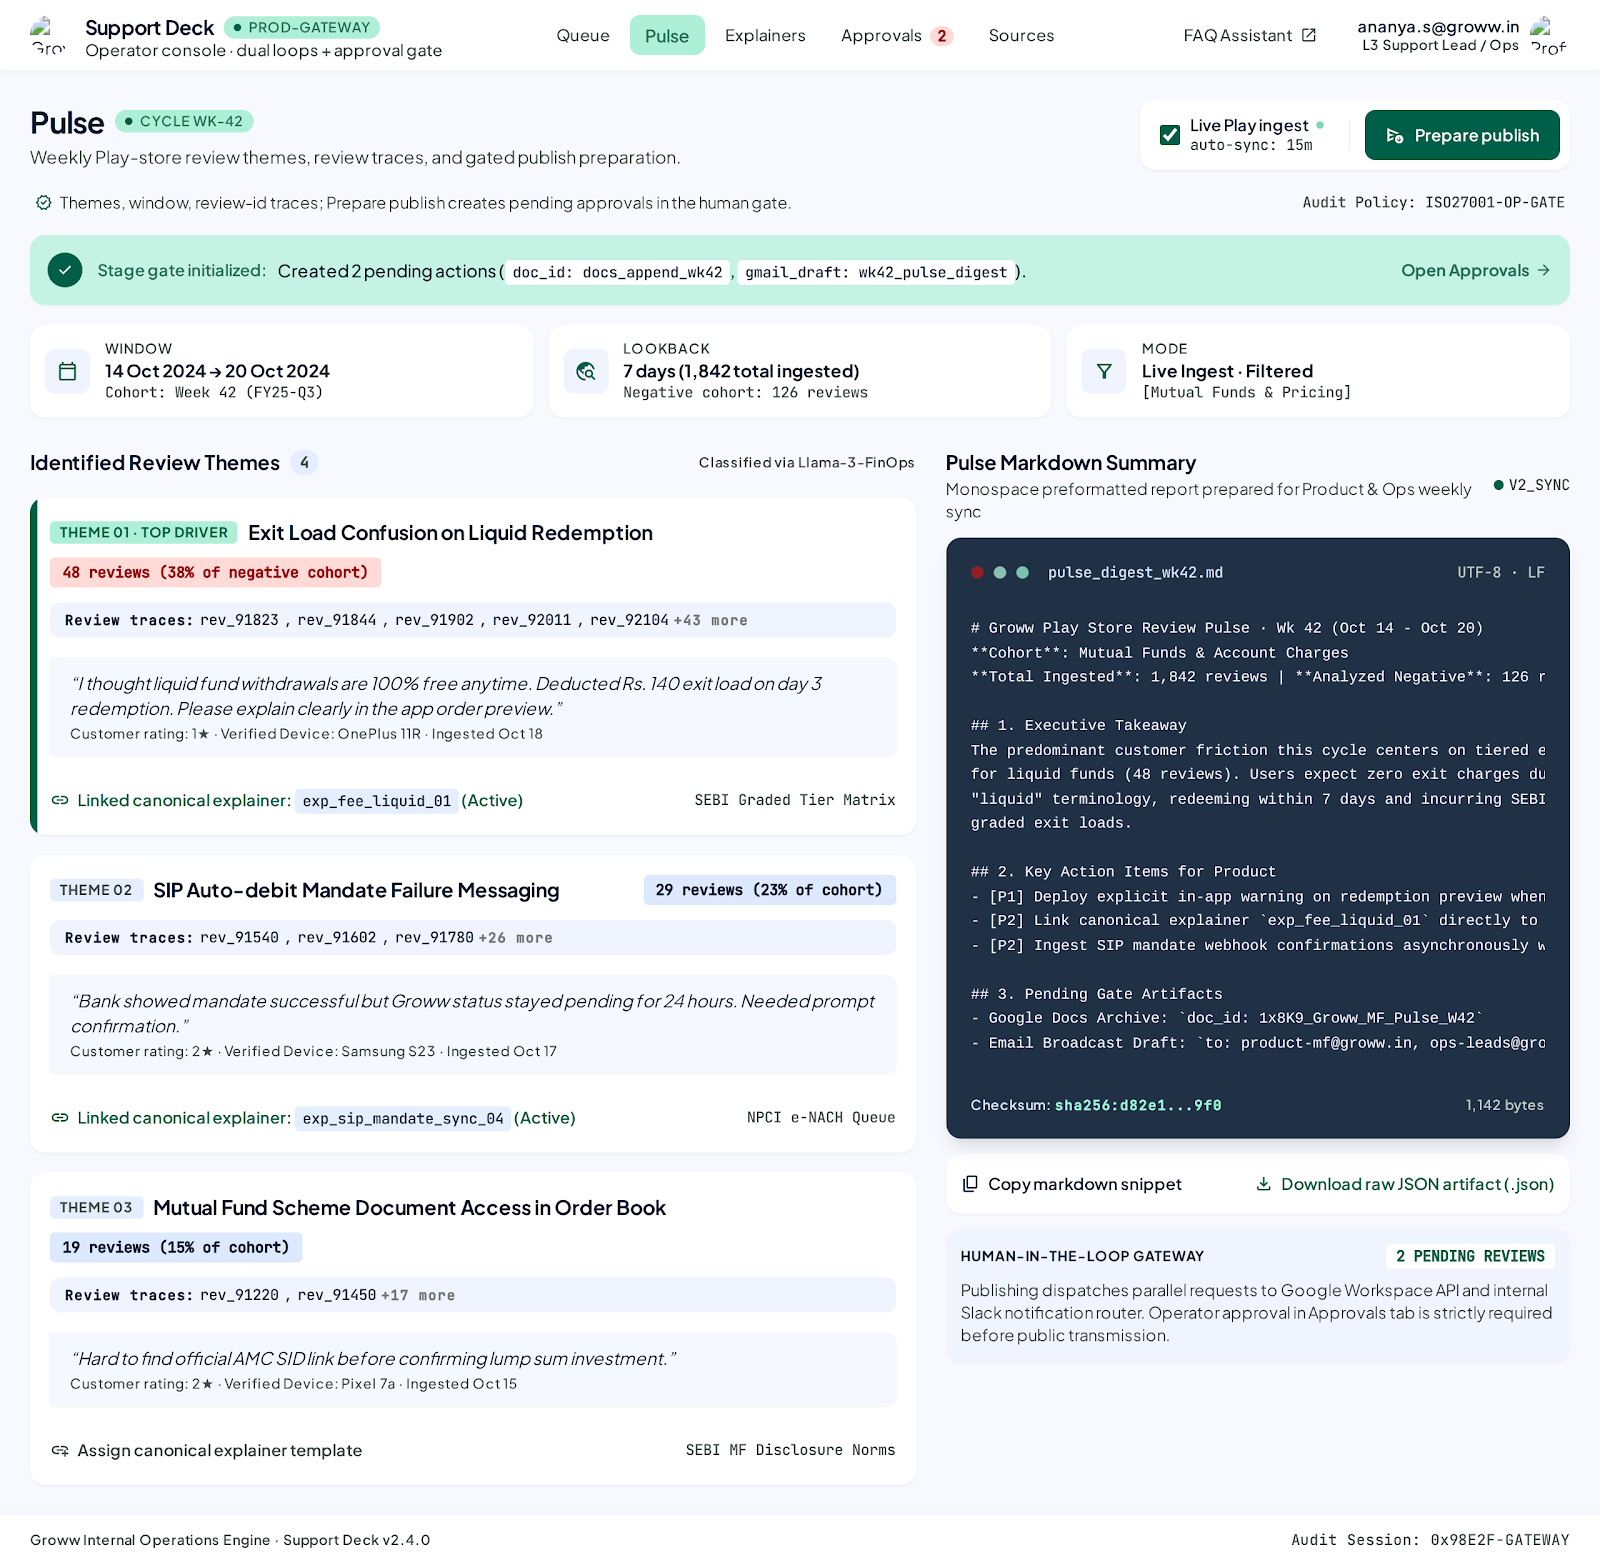 Grov
Support Deck
PROD-GATEWAY
Operator console · dual loops + approval gate
Queue
Pulse
Explainers
Approvals 2
Sources
FAQ Assistant
ananya.s@groww.in
L3 Support Lead / Ops
Prof
Pulse
CYCLE WK-42
Weekly Play-store review themes, review traces, and gated publish preparation.
Live Play ingest
auto-sync: 15m
Prepare publish
Themes, window, review-id traces; Prepare publish creates pending approvals in the human gate.
Audit Policy: ISO27001-OP-GATE
Stage gate initialized: Created 2 pending actions ( doc_id: docs_append_wk42 , gmail_draft: wk42_pulse_digest ).
Open Approvals →
WINDOW
14 Oct 2024 → 20 Oct 2024
Cohort: Week 42 (FY25-Q3)
LOOKBACK
7 days (1,842 total ingested)
Negative cohort: 126 reviews
MODE
Live Ingest · Filtered
[Mutual Funds & Pricing]
Identified Review Themes 4
Classified via Llama-3-FinOps
THEME 01 · TOP DRIVER
Exit Load Confusion on Liquid Redemption
48 reviews (38% of negative cohort)
Review traces: rev_91823 , rev_91844 , rev_91902 , rev_92011 , rev_92104 +43 more
“I thought liquid fund withdrawals are 100% free anytime. Deducted Rs. 140 exit load on day 3
redemption. Please explain clearly in the app order preview.”
Customer rating: 1★ · Verified Device: OnePlus 11R · Ingested Oct 18
Linked canonical explainer: exp_fee_liquid_01 (Active)
SEBI Graded Tier Matrix
THEME 02
SIP Auto-debit Mandate Failure Messaging
29 reviews (23% of cohort)
Review traces: rev_91540 , rev_91602 , rev_91780 +26 more
“Bank showed mandate successful but Groww status stayed pending for 24 hours. Needed prompt
confirmation.”
Customer rating: 2★ · Verified Device: Samsung S23 · Ingested Oct 17
Linked canonical explainer: exp_sip_mandate_sync_04 (Active)
NPCI e-NACH Queue
THEME 03
Mutual Fund Scheme Document Access in Order Book
19 reviews (15% of cohort)
Review traces: rev_91220 , rev_91450 +17 more
“Hard to find official AMC SID link before confirming lump sum investment.”
Customer rating: 2★ · Verified Device: Pixel 7a · Ingested Oct 15
Assign canonical explainer template
SEBI MF Disclosure Norms
Pulse Markdown Summary
Monospace preformatted report prepared for Product & Ops weekly
sync
V2_SYNC
pulse_digest_wk42.md
UTF-8 · LF
# Groww Play Store Review Pulse · Wk 42 (Oct 14 - Oct 20)
**Cohort**: Mutual Funds & Account Charges
**Total Ingested**: 1,842 reviews | **Analyzed Negative**: 126 r
## 1. Executive Takeaway
The predominant customer friction this cycle centers on tiered e
for liquid funds (48 reviews). Users expect zero exit charges du
"liquid" terminology, redeeming within 7 days and incurring SEBI
graded exit loads.
## 2. Key Action Items for Product
- [P1] Deploy explicit in-app warning on redemption preview when
- [P2] Link canonical explainer `exp_fee_liquid_01` directly to
- [P2] Ingest SIP mandate webhook confirmations asynchronously w
## 3. Pending Gate Artifacts
- Google Docs Archive: `doc_id: 1x8K9_Groww_MF_Pulse_W42`
- Email Broadcast Draft: `to: product-mf@groww.in, ops-leads@gro
Checksum: sha256:d82e1...9f0
1,142 bytes
Copy markdown snippet
Download raw JSON artifact (.json)
HUMAN-IN-THE-LOOP GATEWAY
2 PENDING REVIEWS
Publishing dispatches parallel requests to Google Workspace API and internal
Slack notification router. Operator approval in Approvals tab is strictly required
before public transmission.
Groww Internal Operations Engine · Support Deck v2.4.0
Audit Session: 0x98E2F-GATEWAY